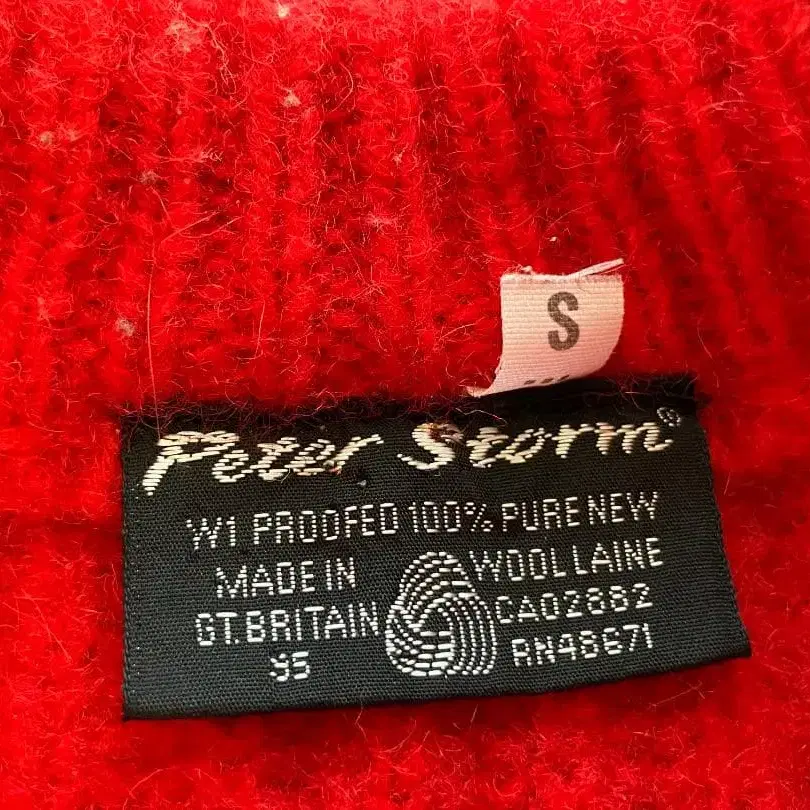 S
Peter Storm®
W1 PROOFED 100% PURE NEW
MADE IN WOOL LAINE
GT.BRITAIN CA02882
95 RN48671